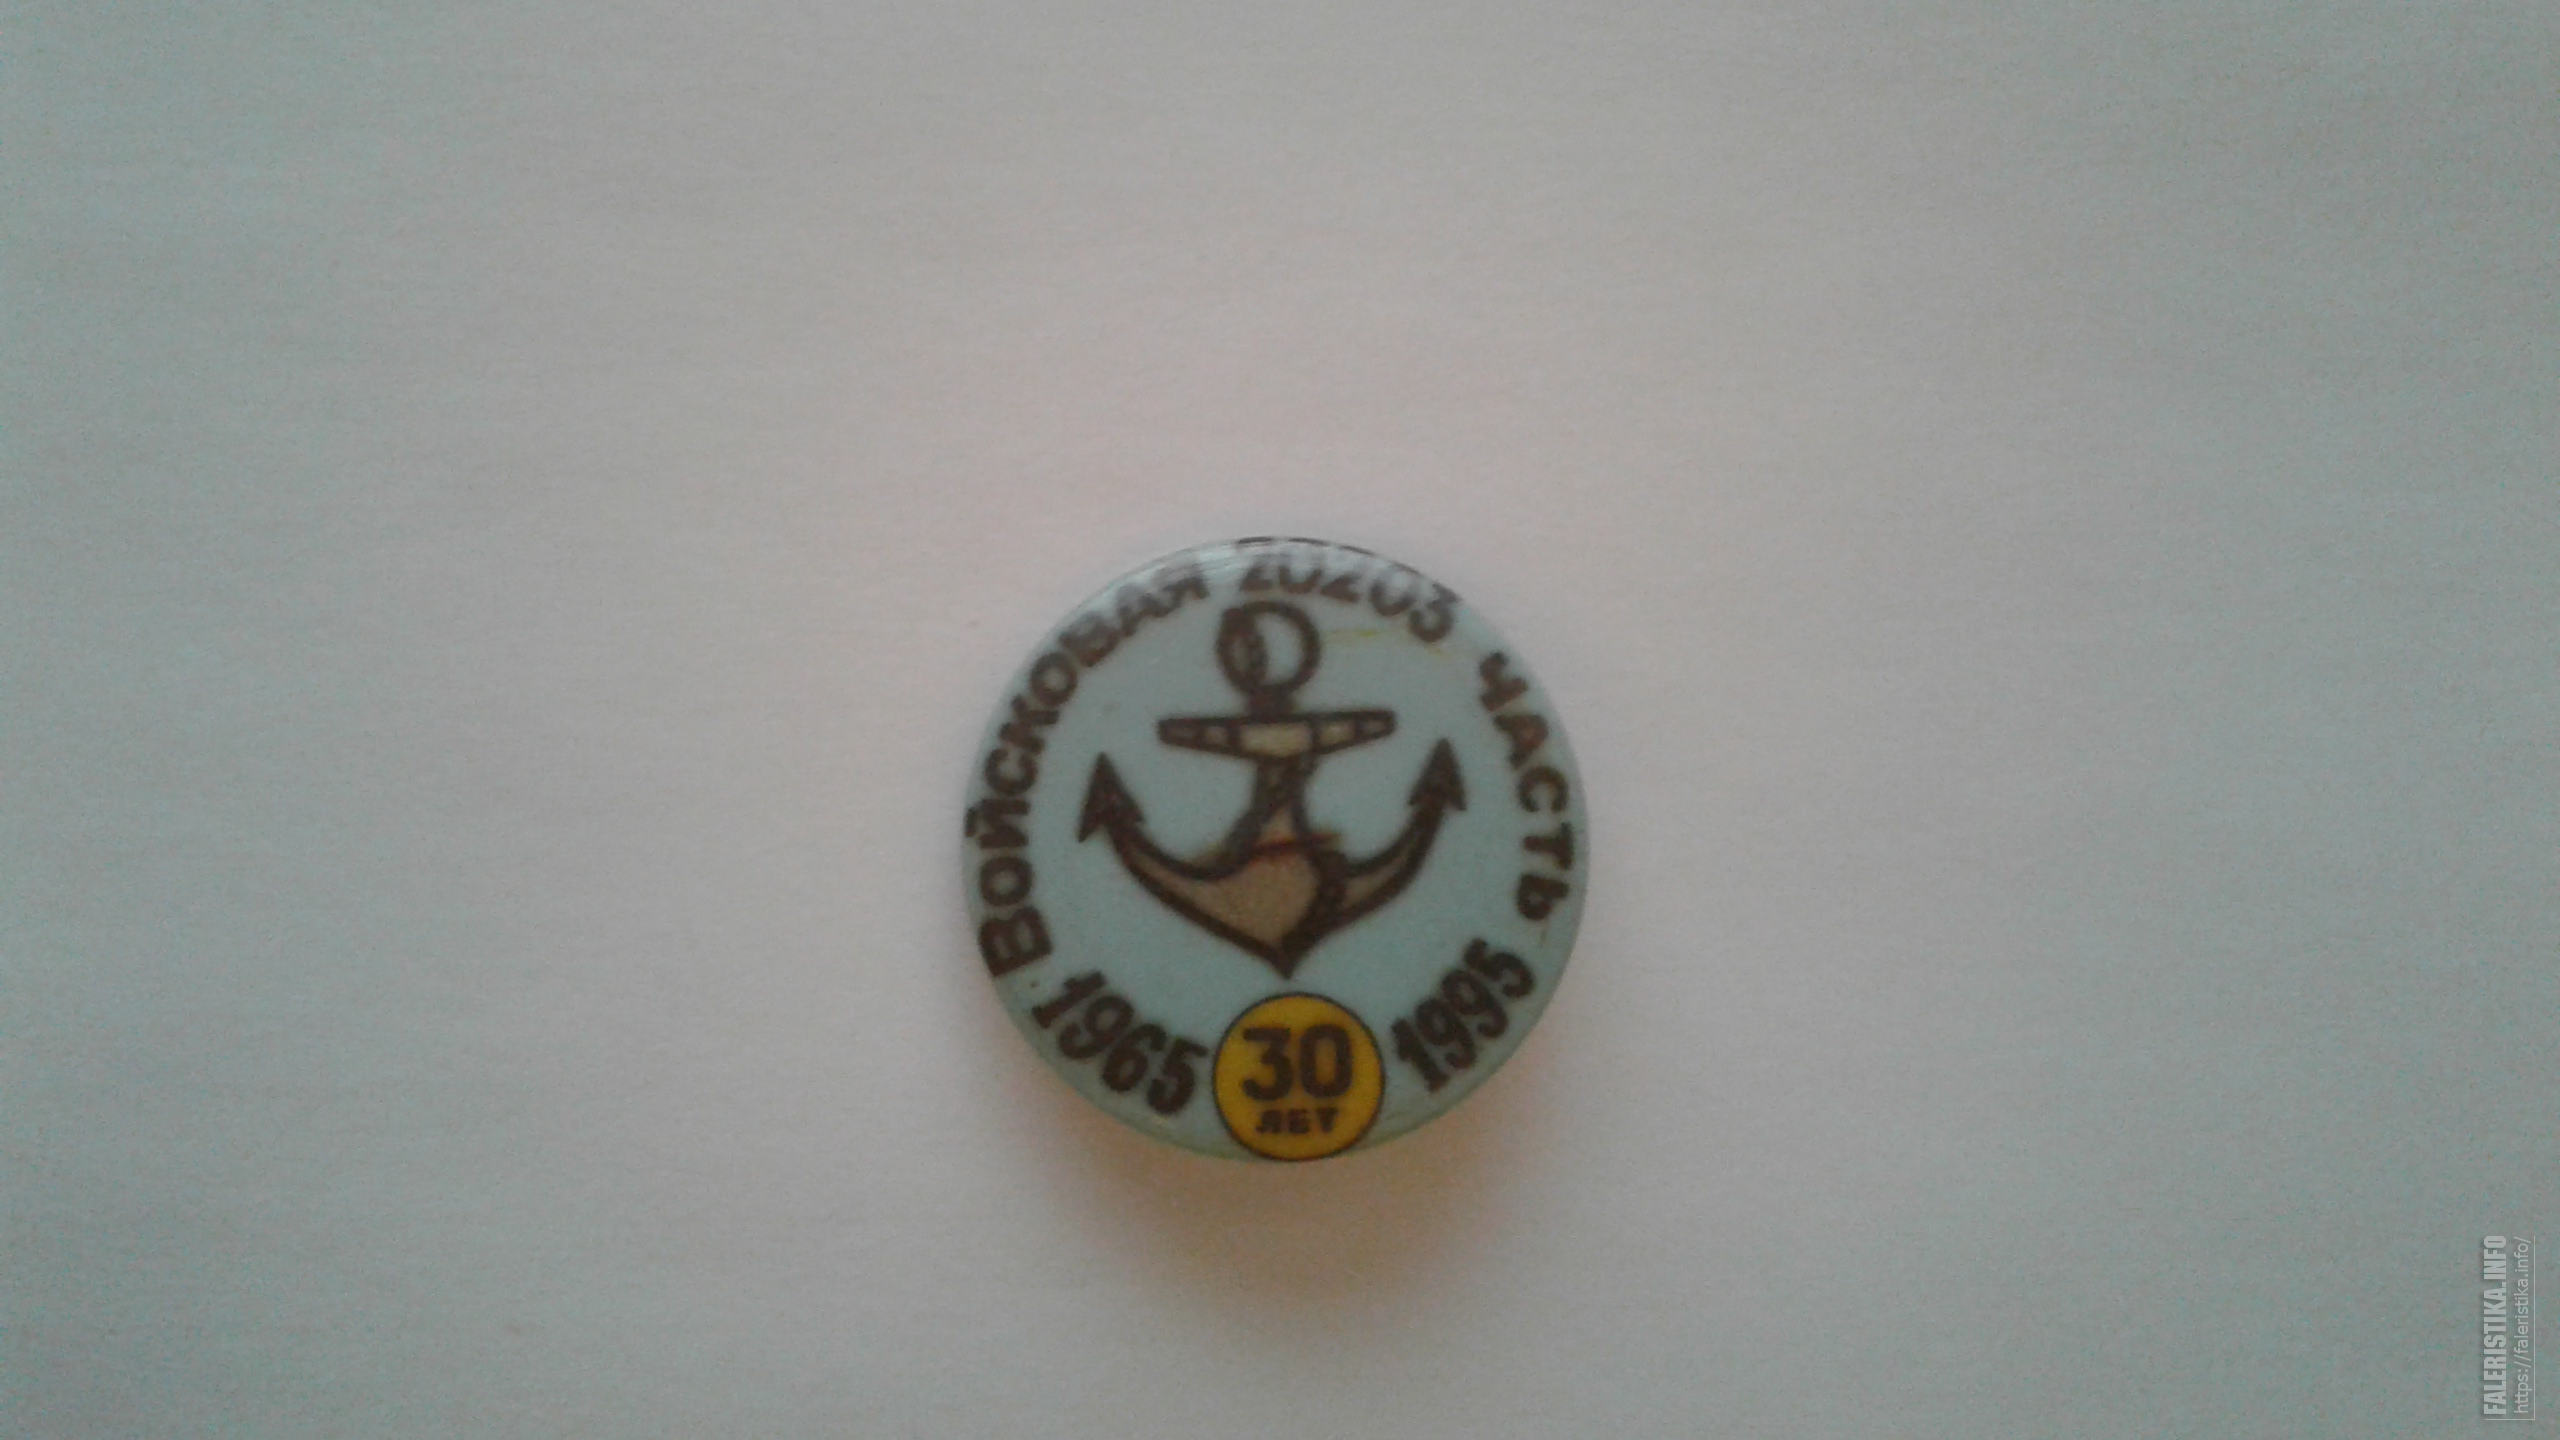 ВОЙСКОВАЯ 20203 ЧАСТЬ
1965 30 1995
ЛЕТ
FALERISTIKA.INFO
https://faleristika.info/